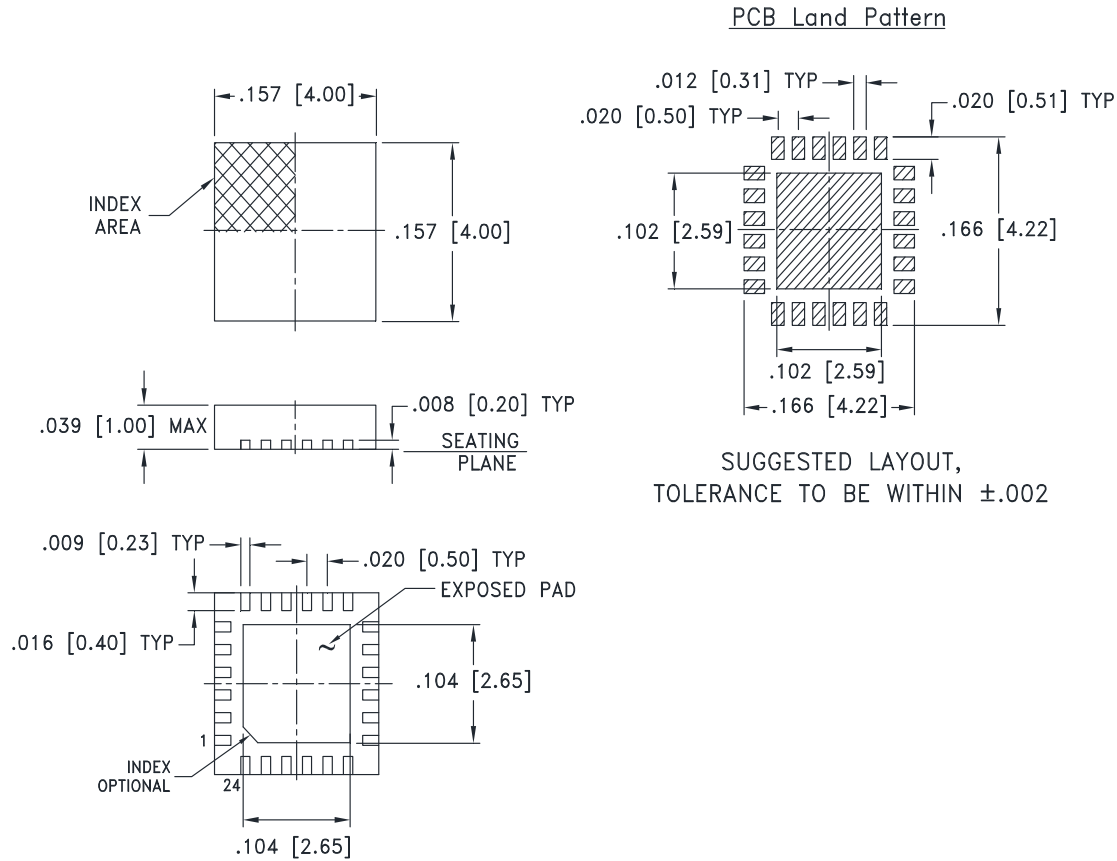 PCB Land Pattern
.157 [4.00]
INDEX
AREA
.157 [4.00]
.012 [0.31] TYP
.020 [0.51] TYP
.020 [0.50] TYP
.102 [2.59]
.166 [4.22]
.102 [2.59]
.166 [4.22]
SUGGESTED LAYOUT,
TOLERANCE TO BE WITHIN ±.002
.039 [1.00] MAX
.008 [0.20] TYP
SEATING
PLANE
.009 [0.23] TYP
.020 [0.50] TYP
EXPOSED PAD
.016 [0.40] TYP
.104 [2.65]
1
INDEX
OPTIONAL
24
.104 [2.65]